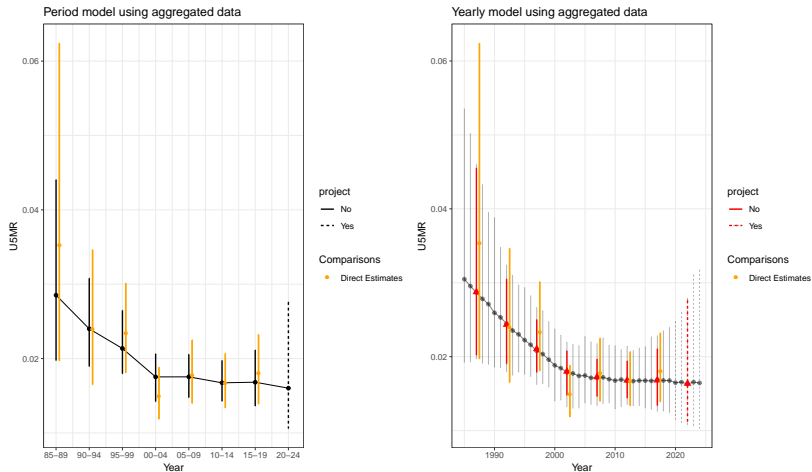 Period model using aggregated data
0.06
0.04
0.02
U5MR
85–89 90–94 95–99 00–04 05–09 10–14 15–19 20–24
Year
project
No
Yes
Comparisons
Direct Estimates
Yearly model using aggregated data
0.06
0.04
0.02
U5MR
1990 2000 2010 2020
Year
project
No
Yes
Comparisons
Direct Estimates